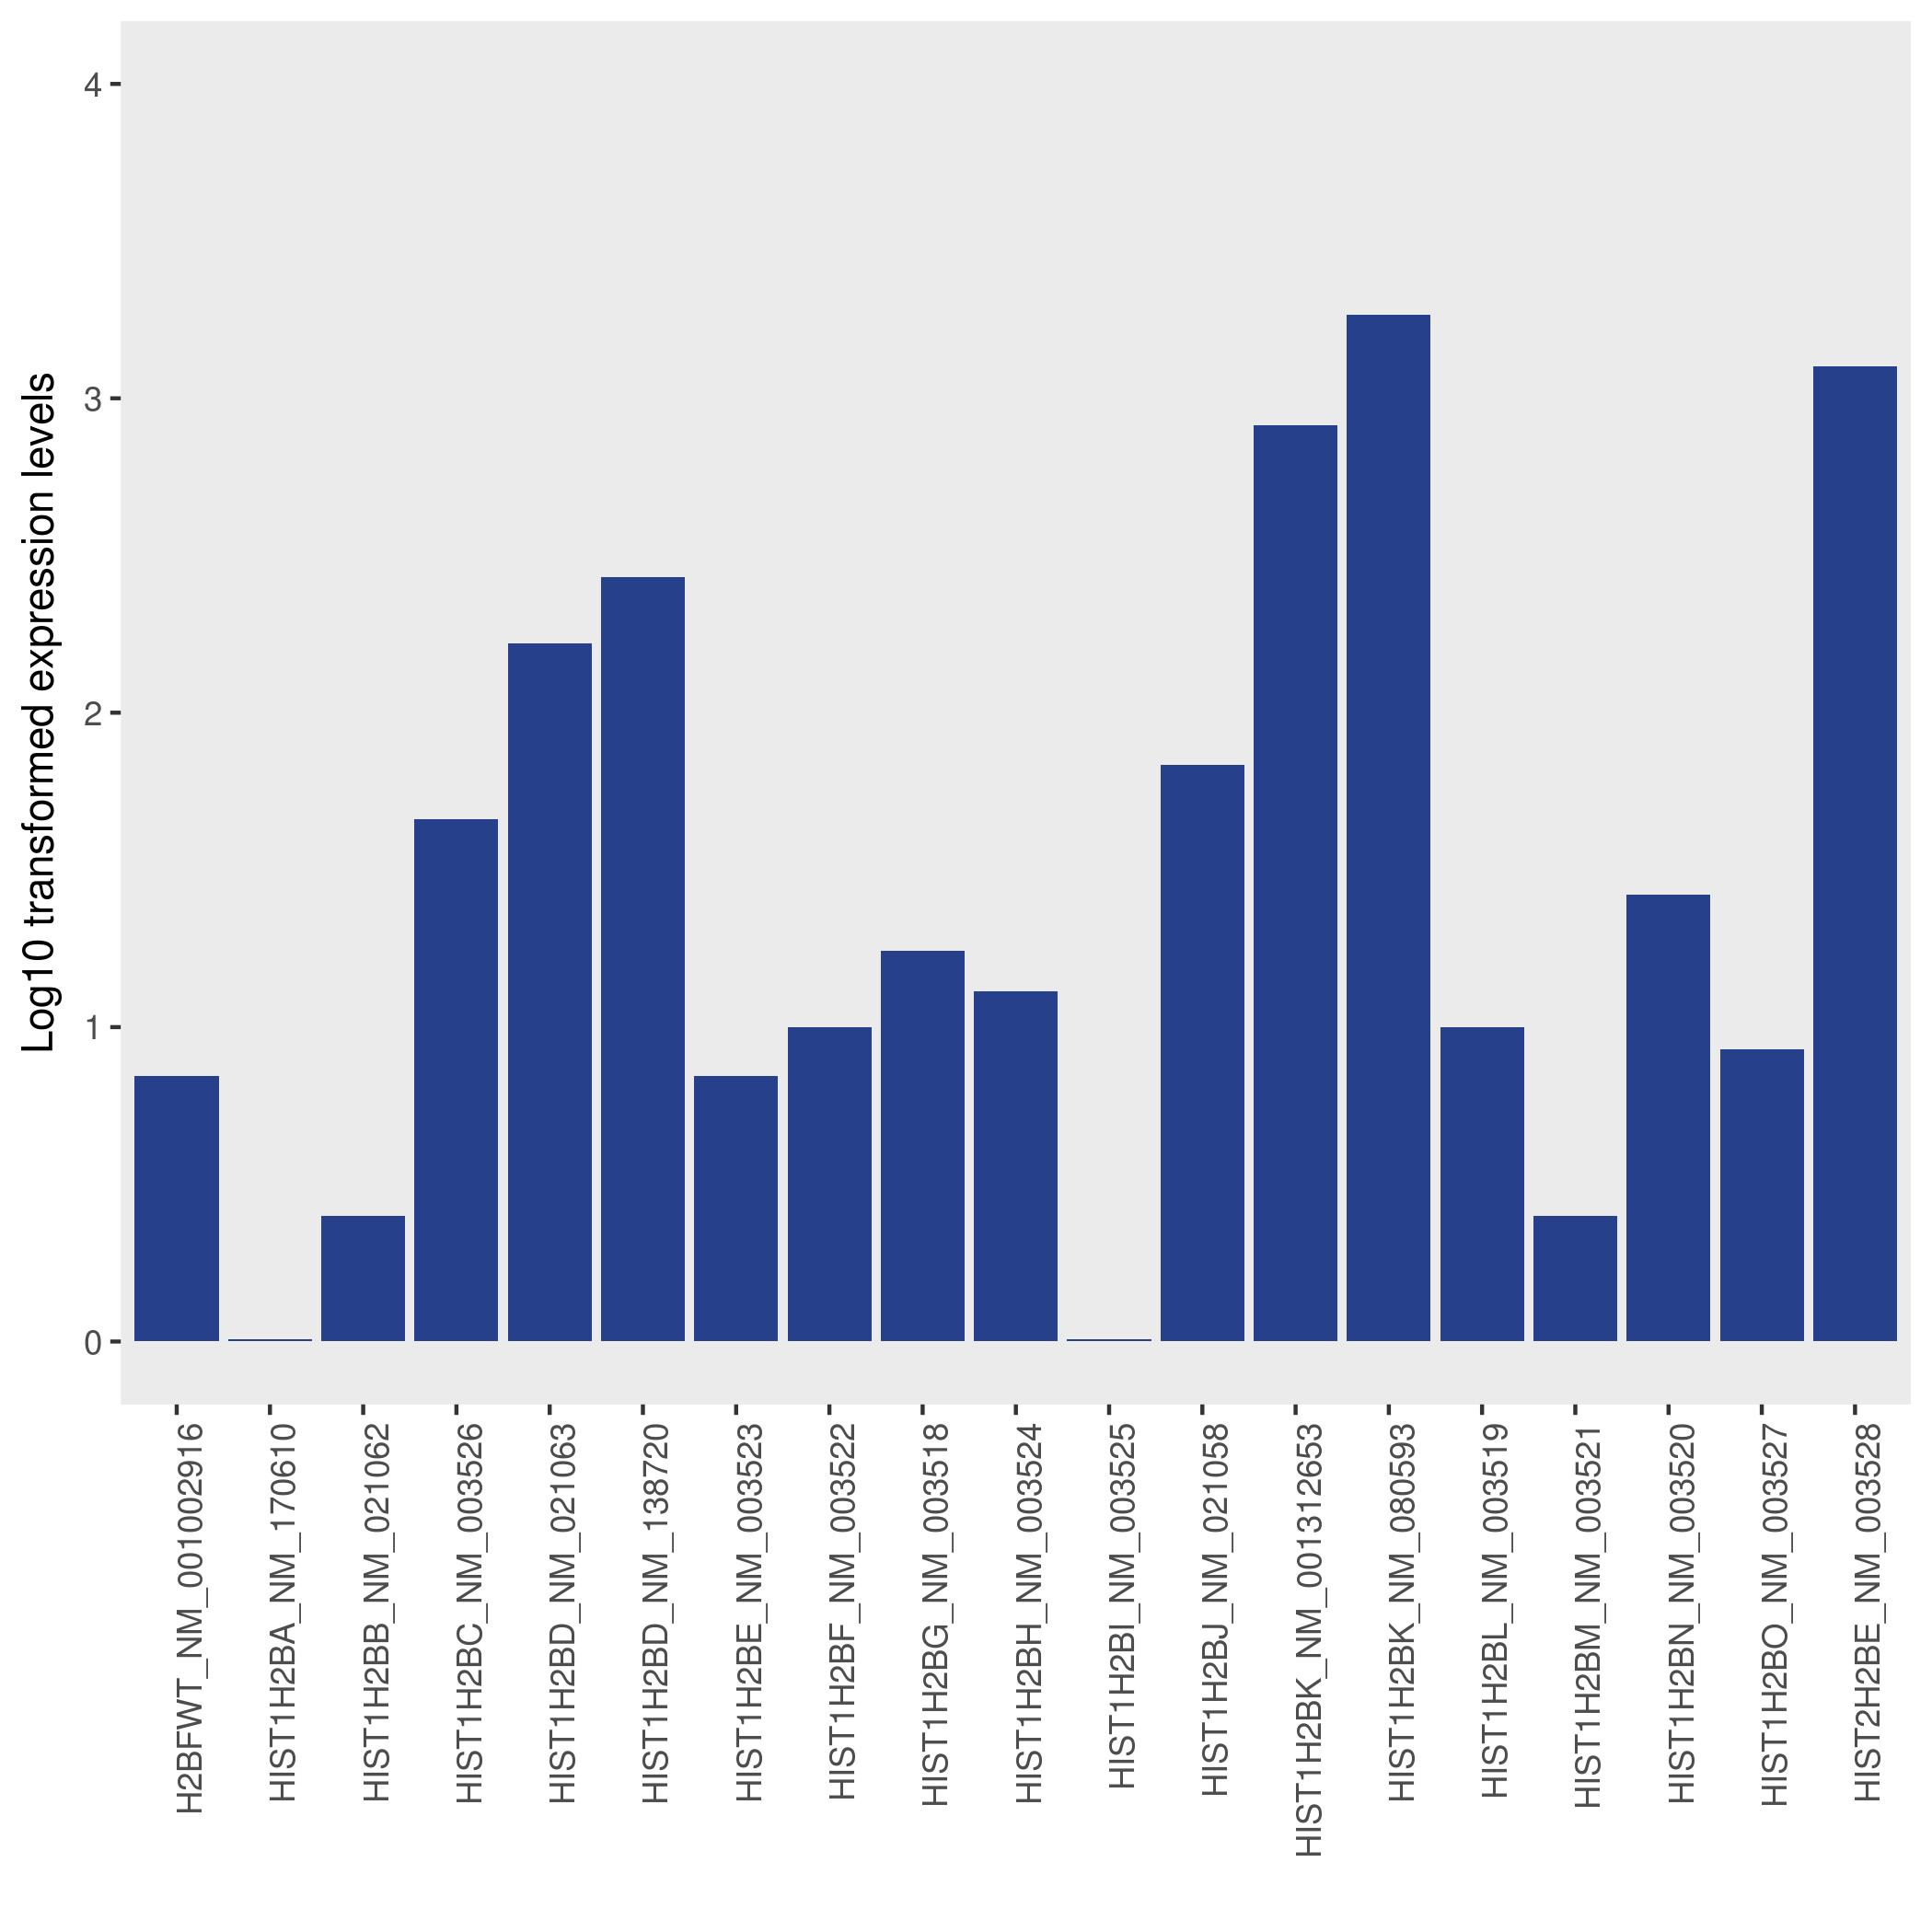 Log10 transformed expression levels
4
3
2
1
0
H2BFWT_NM_001002916
HIST1H2BA_NM_170610
HIST1H2BB_NM_021062
HIST1H2BC_NM_003526
HIST1H2BD_NM_021063
HIST1H2BD_NM_138720
HIST1H2BE_NM_003523
HIST1H2BF_NM_003522
HIST1H2BG_NM_003518
HIST1H2BH_NM_003524
HIST1H2BI_NM_003525
HIST1H2BJ_NM_021058
HIST1H2BK_NM_001312653
HIST1H2BK_NM_080593
HIST1H2BL_NM_003519
HIST1H2BM_NM_003521
HIST1H2BN_NM_003520
HIST1H2BO_NM_003527
HIST2H2BE_NM_003528